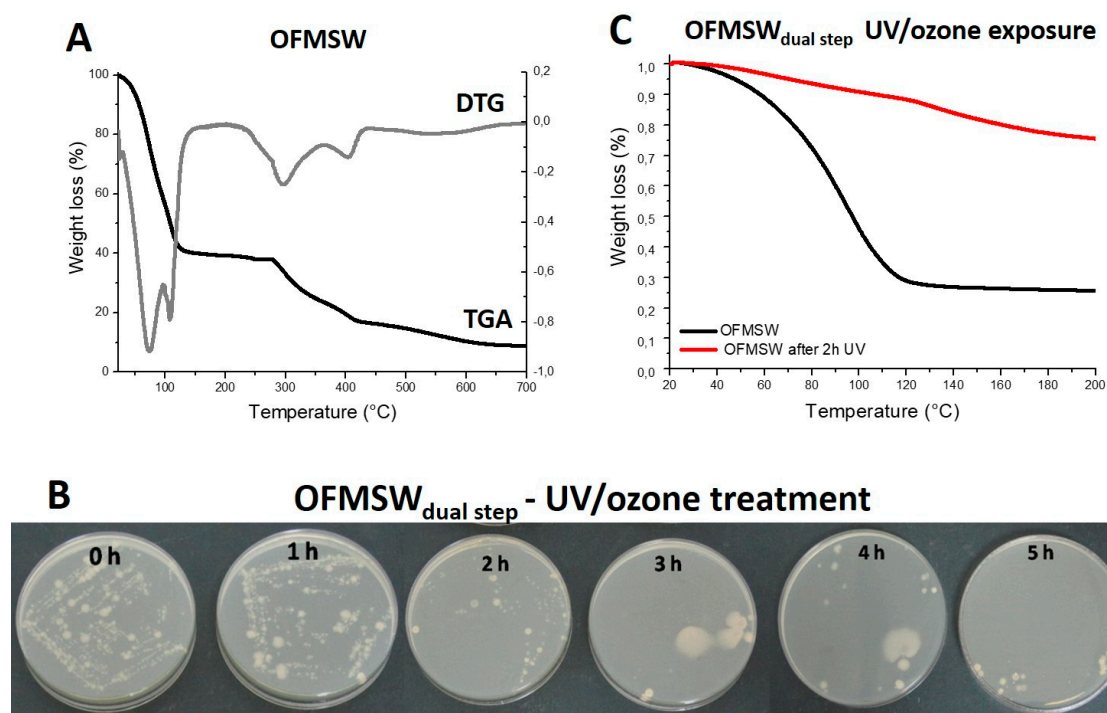 A
OFMSW
100
80
60
40
20
0
Weight loss (%)
0,2
0,0
-0,2
-0,4
-0,6
-0,8
-1,0
DTG
TGA
100 200 300 400 500 600 700
Temperature (°C)
C
OFMSW dual step UV/ozone exposure
1,0
0,9
0,8
0,7
0,6
0,5
0,4
0,3
0,2
0,1
0,0
Weight loss (%)
OFMSW
OFMSW after 2h UV
20 40 60 80 100 120 140 160 180 200
Temperature (°C)
B
OFMSW dual step - UV/ozone treatment
0 h
1 h
2 h
3 h
4 h
5 h